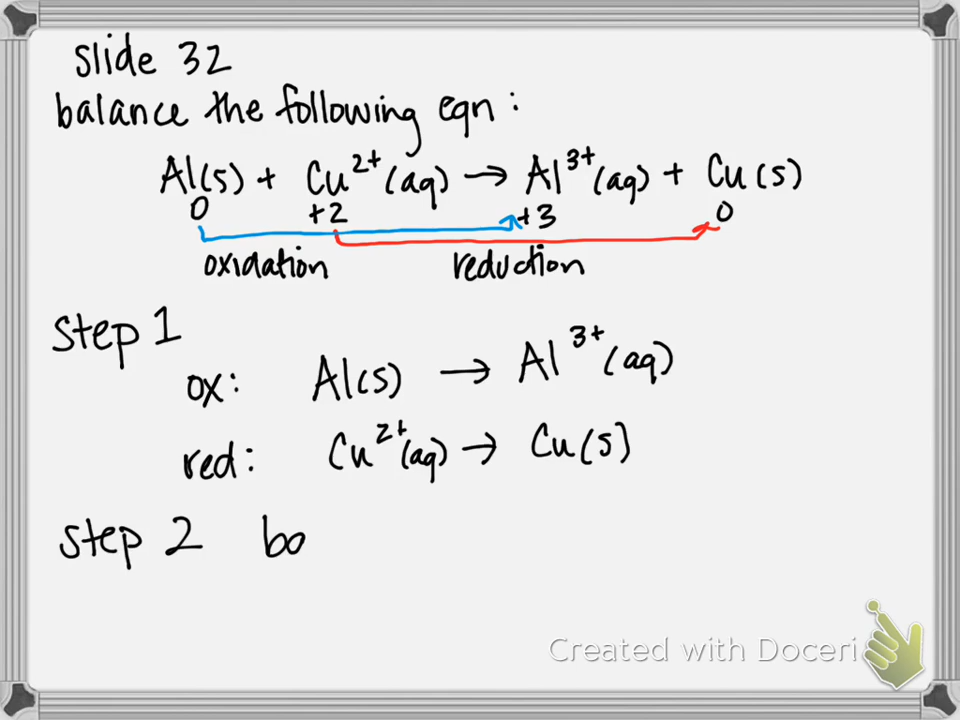 slide 32
balance the following eqn:
Al(s) + Cu²⁺(aq) → Al³⁺(aq) + Cu(s)
0 +2 +3 0
oxidation reduction
step 1
ox: Al(s) → Al³⁺(aq)
red: Cu²⁺(aq) → Cu(s)
step 2 bo
Created with Doceri